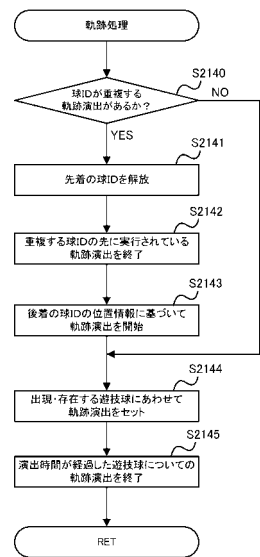 軌跡処理
S2140
球IDが重複する
軌跡演出があるか?
NO
YES
S2141
先着の球IDを解放
S2142
重複する球IDの先に実行されている
軌跡演出を終了
S2143
後着の球IDの位置情報に基づいて
軌跡演出を開始
S2144
出現・存在する遊技球にあわせて
軌跡演出をセット
S2145
演出時間が経過した遊技球についての
軌跡演出を終了
RET